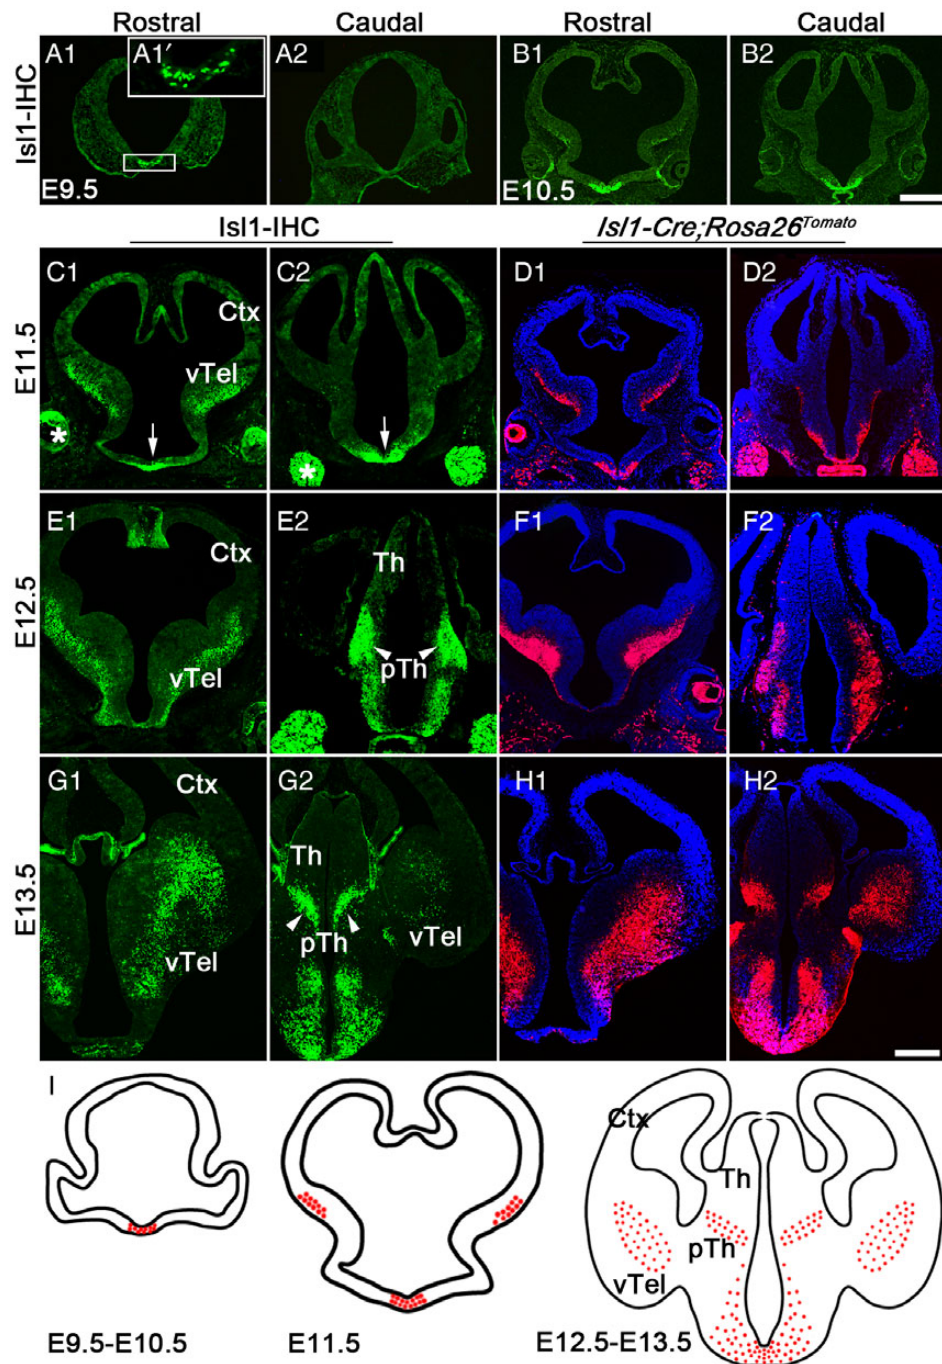 Rostral Caudal Rostral Caudal
Isl1-IHC
A1 A1′ A2 B1 B2
E9.5 E10.5
Isl1-IHC Isl1-Cre;Rosa26^Tomato
E11.5
C1 C2 D1 D2
Ctx
vTel
* *
E12.5
E1 E2 F1 F2
Ctx Th
pTh
vTel
E13.5
G1 G2 H1 H2
Ctx
Th
pTh
vTel vTel
I
Ctx
Th
pTh
vTel
E9.5-E10.5 E11.5 E12.5-E13.5